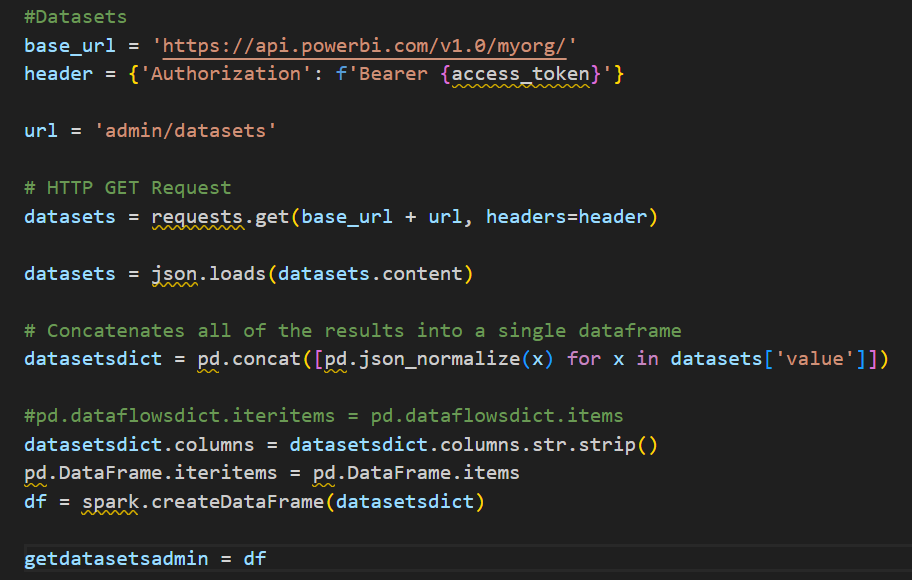 #Datasets
base_url = 'https://api.powerbi.com/v1.0/myorg/'
header = {'Authorization': f'Bearer {access_token}'}
url = 'admin/datasets'
# HTTP GET Request
datasets = requests.get(base_url + url, headers=header)
datasets = json.loads(datasets.content)
# Concatenates all of the results into a single dataframe
datasetsdict = pd.concat([pd.json_normalize(x) for x in datasets['value']])
#pd.dataflowsdict.iteritems = pd.dataflowsdict.items
datasetsdict.columns = datasetsdict.columns.str.strip()
pd.DataFrame.iteritems = pd.DataFrame.items
df = spark.createDataFrame(datasetsdict)
getdatasetsadmin = df